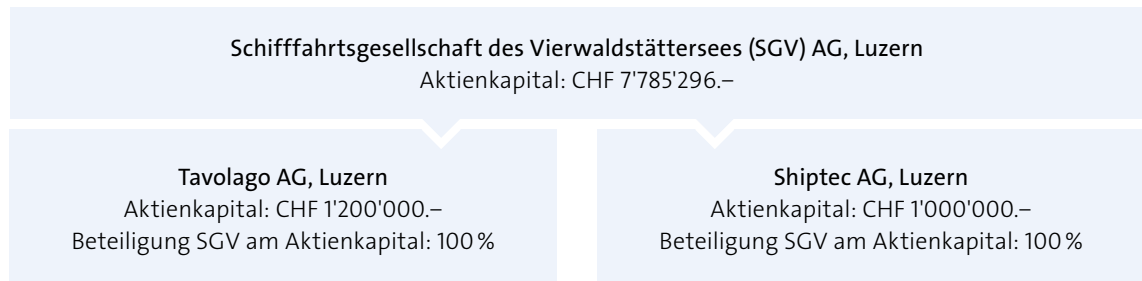 Schifffahrtsgesellschaft des Vierwaldstättersees (SGV) AG, Luzern
Aktienkapital: CHF 7'785'296.–
Tavolago AG, Luzern
Aktienkapital: CHF 1'200'000.–
Beteiligung SGV am Aktienkapital: 100 %
Shiptec AG, Luzern
Aktienkapital: CHF 1'000'000.–
Beteiligung SGV am Aktienkapital: 100 %